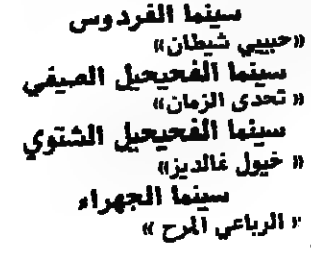 سينما الفردوس
«حبيبي شيطان»
سينما الفحيحيل الصيفي
« تحدى الزمان»
سينما الفحيحيل الشتوي
« خيول غالديز»
سينما الجهراء
« الرباعي المرح »